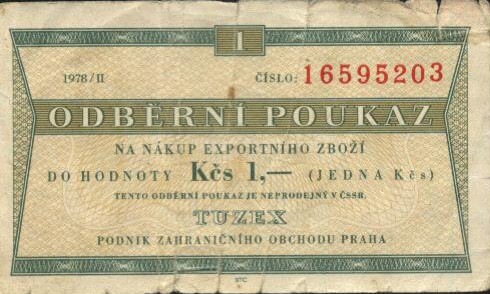 1
1978/II
ČÍSLO: 16595203
ODBĚRNÍ POUKAZ
NA NÁKUP EXPORTNÍHO ZBOŽÍ
DO HODNOTY Kčs 1,— (JEDNA Kčs)
TENTO ODBĚRNÍ POUKAZ JE NEPRODEJNÝ V ČSSR.
TUZEX
PODNIK ZAHRANIČNÍHO OBCHODU PRAHA
STC